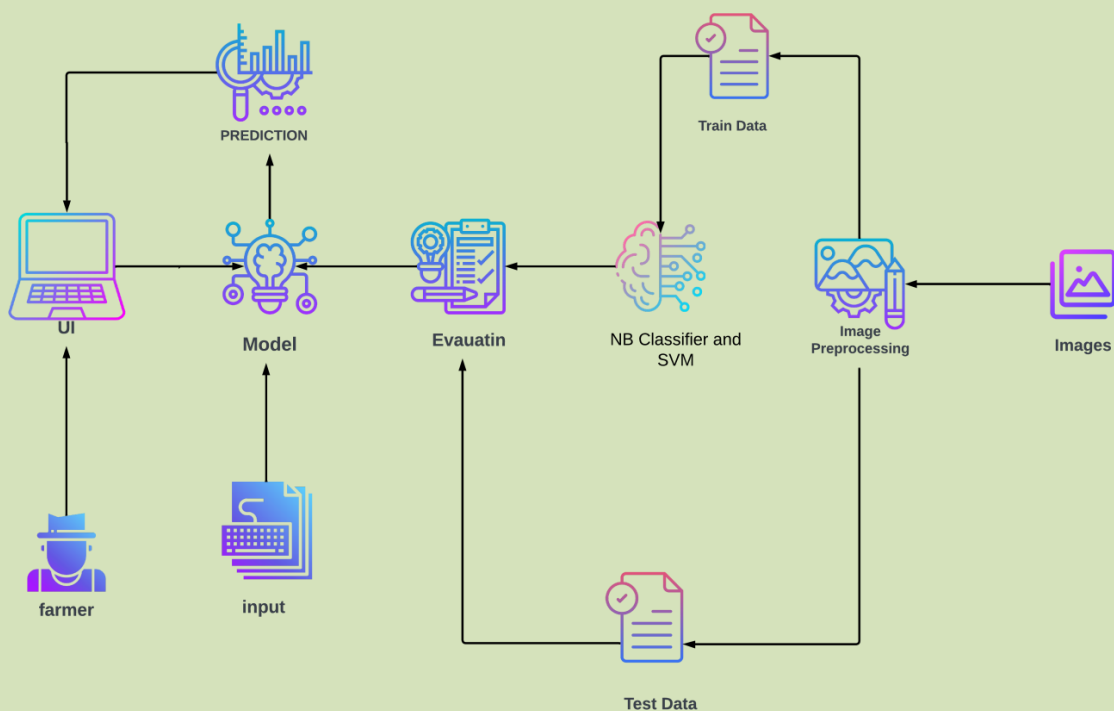 Train Data
PREDICTION
UI
Model
Evauatin
NB Classifier and
SVM
Image
Preprocessing
Images
farmer
input
Test Data